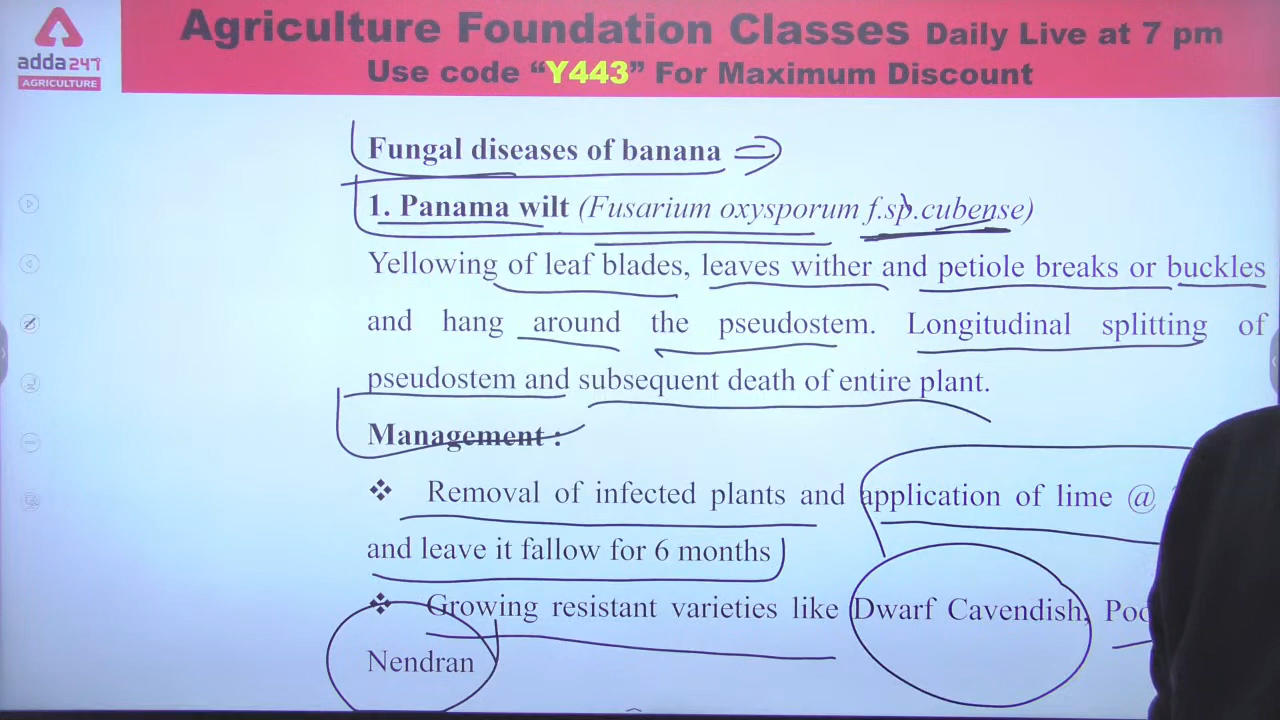 Agriculture Foundation Classes Daily Live at 7 pm
Use code “Y443” For Maximum Discount
adda247
AGRICULTURE
Fungal diseases of banana
1. Panama wilt (Fusarium oxysporum f.sp.cubense)
Yellowing of leaf blades, leaves wither and petiole breaks or buckles
and hang around the pseudostem. Longitudinal splitting of
pseudostem and subsequent death of entire plant.
Management :
❖ Removal of infected plants and application of lime @
and leave it fallow for 6 months
❖ Growing resistant varieties like Dwarf Cavendish,
Nendran